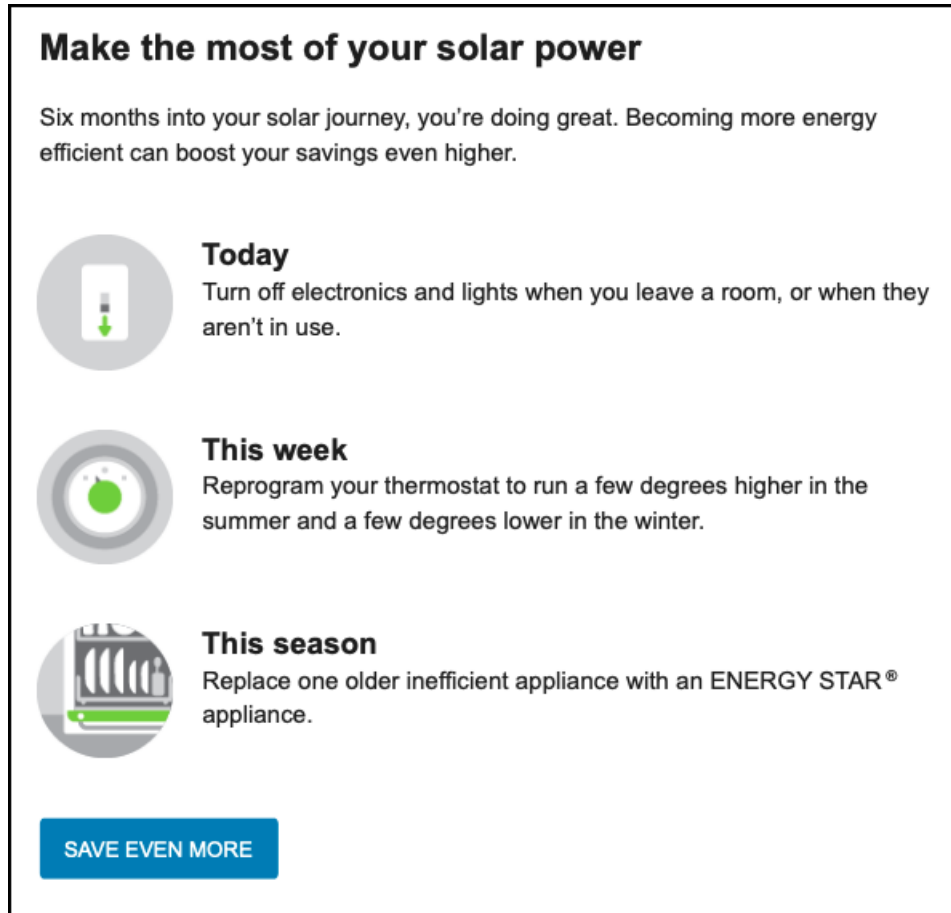 Make the most of your solar power
Six months into your solar journey, you’re doing great. Becoming more energy
efficient can boost your savings even higher.
Today
Turn off electronics and lights when you leave a room, or when they
aren’t in use.
This week
Reprogram your thermostat to run a few degrees higher in the
summer and a few degrees lower in the winter.
This season
Replace one older inefficient appliance with an ENERGY STAR®
appliance.
SAVE EVEN MORE